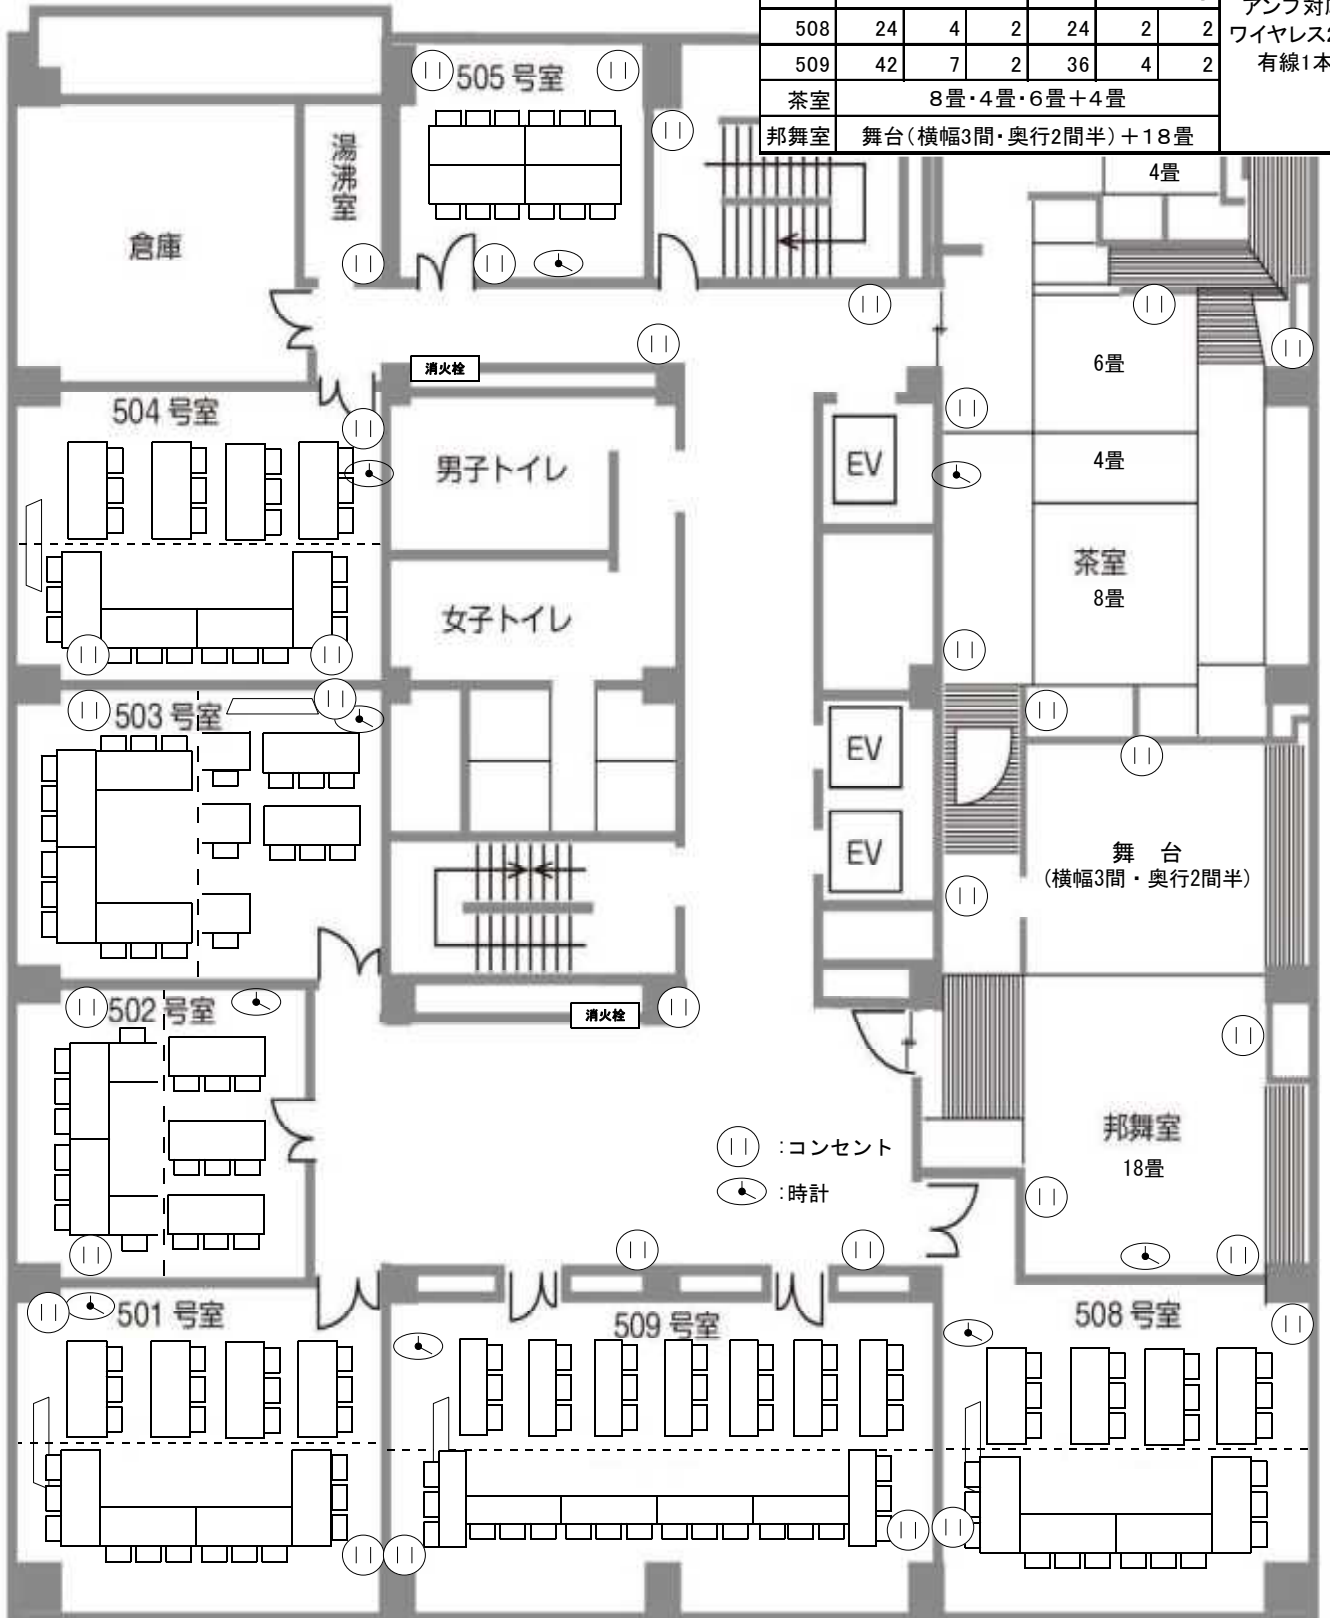 アンプ対応
ワイヤレス2
有線1本
508 24 4 2 24 2 2
509 42 7 2 36 4 2
茶室 8畳・4畳・6畳＋4畳
邦舞室 舞台(横幅3間・奥行2間半)＋18畳
505 号室
湯沸室
倉庫
4畳
消火栓
6畳
504 号室
男子トイレ
EV
4畳
茶室
8畳
女子トイレ
503 号室
EV
EV
舞　台
(横幅3間・奥行2間半)
502 号室
消火栓
邦舞室
18畳
:コンセント
:時計
501 号室
509 号室
508 号室